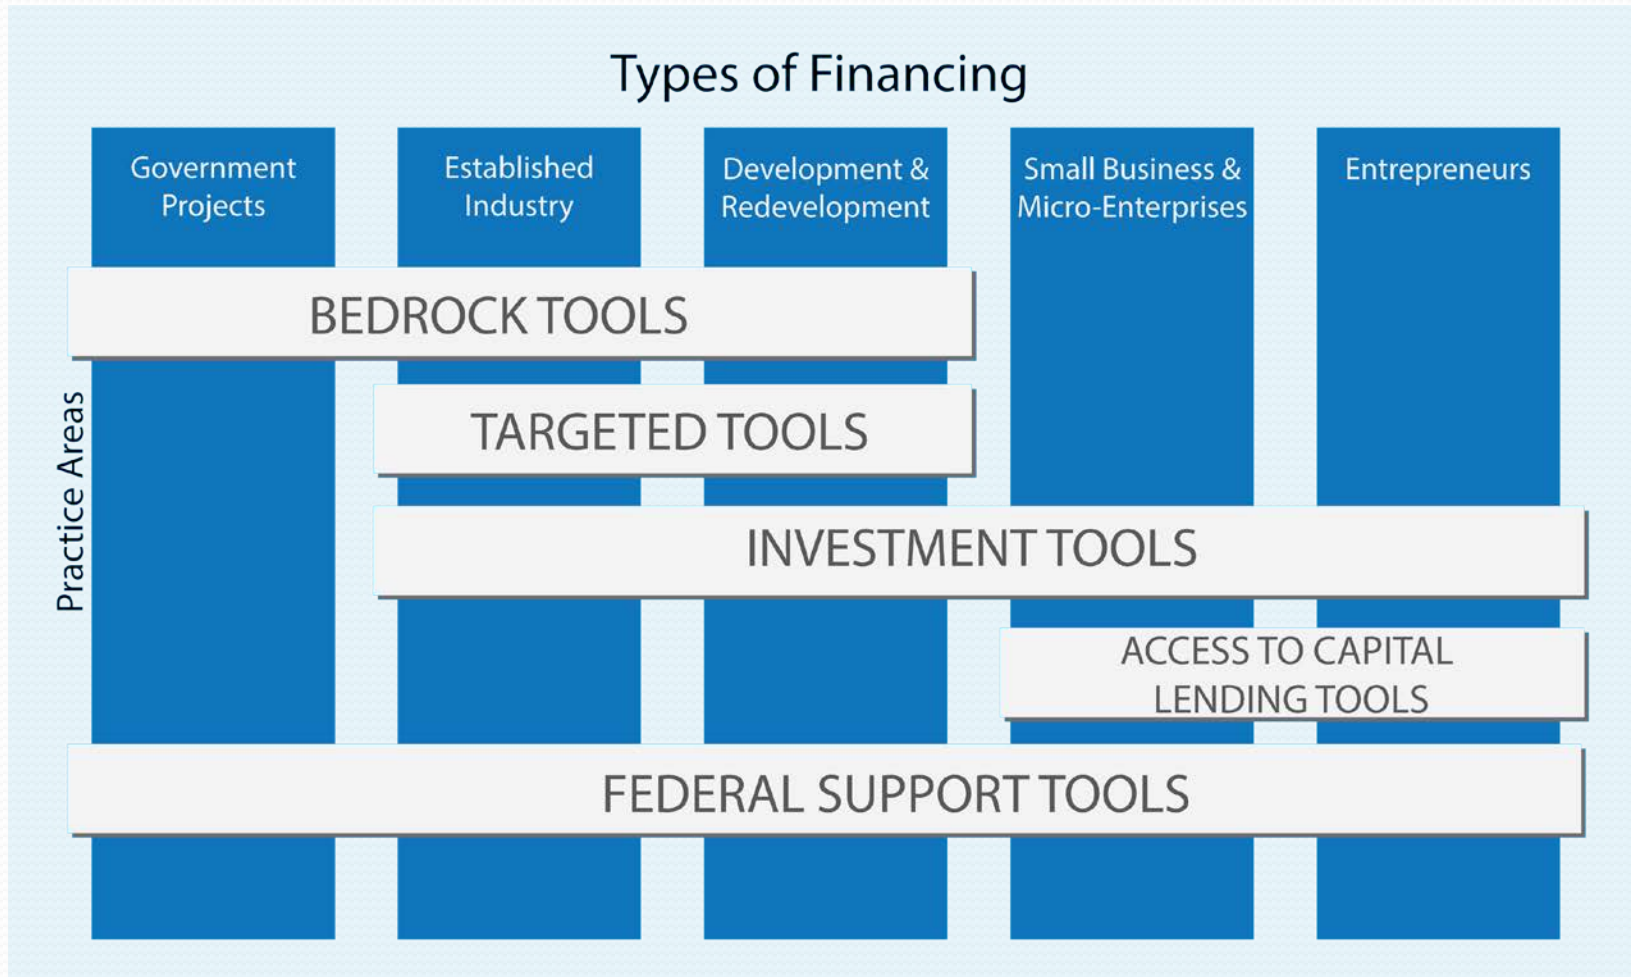 Types of Financing
Government
Projects
Established
Industry
Development &
Redevelopment
Small Business &
Micro-Enterprises
Entrepreneurs
Practice Areas
BEDROCK TOOLS
TARGETED TOOLS
INVESTMENT TOOLS
ACCESS TO CAPITAL
LENDING TOOLS
FEDERAL SUPPORT TOOLS